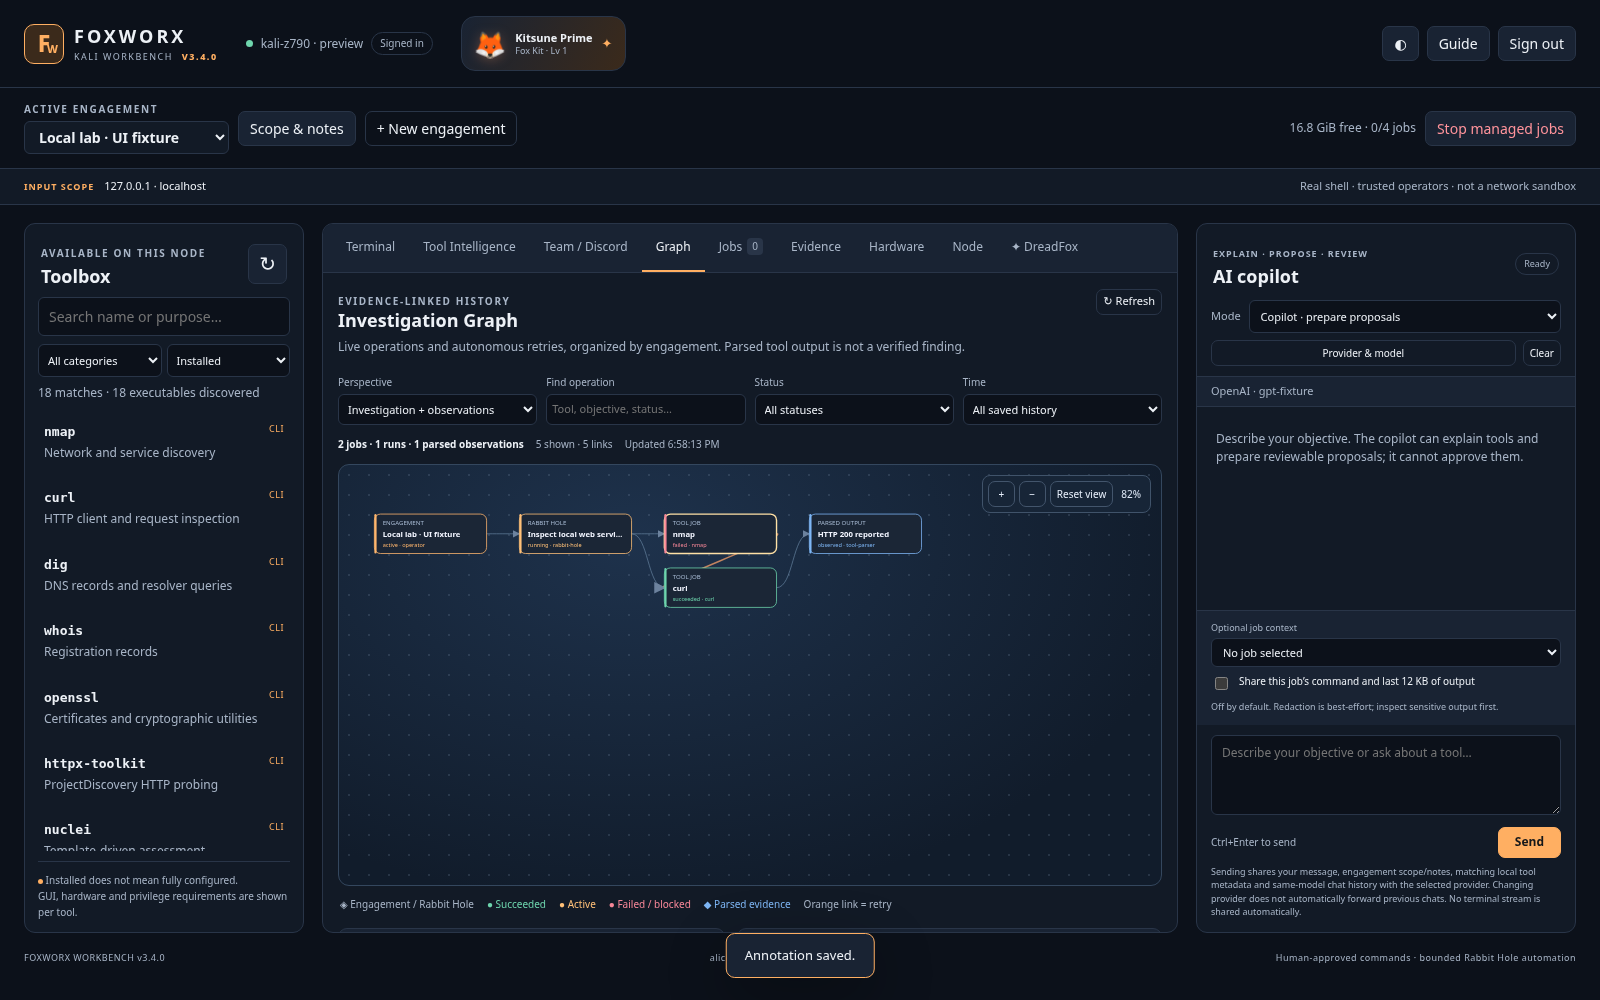 FW
FOXWORX
KALI WORKBENCH V3.4.0
kali-z790 · preview
Signed in
Kitsune Prime
Fox Kit · Lv 1
Guide
Sign out
ACTIVE ENGAGEMENT
Local lab · UI fixture
Scope & notes
+ New engagement
16.8 GiB free · 0/4 jobs
Stop managed jobs
INPUT SCOPE 127.0.0.1 · localhost
Real shell · trusted operators · not a network sandbox
AVAILABLE ON THIS NODE
Toolbox
Search name or purpose...
All categories
Installed
18 matches · 18 executables discovered
nmap CLI
Network and service discovery
curl CLI
HTTP client and request inspection
dig CLI
DNS records and resolver queries
whois CLI
Registration records
openssl CLI
Certificates and cryptographic utilities
httpx-toolkit CLI
ProjectDiscovery HTTP probing
nuclei CLI
Template-driven assessment
Installed does not mean fully configured.
GUI, hardware and privilege requirements are shown
per tool.
Terminal
Tool Intelligence
Team / Discord
Graph
Jobs 0
Evidence
Hardware
Node
✦ DreadFox
EVIDENCE-LINKED HISTORY
Investigation Graph
↻ Refresh
Live operations and autonomous retries, organized by engagement. Parsed tool output is not a verified finding.
Perspective
Find operation
Status
Time
Investigation + observations
Tool, objective, status...
All statuses
All saved history
2 jobs · 1 runs · 1 parsed observations 5 shown · 5 links Updated 6:58:13 PM
+
−
Reset view
82%
ENGAGEMENT
Local lab · UI fixture
active · operator
RABBIT HOLE
Inspect local web servi...
running · rabbit-hole
TOOL JOB
nmap
failed · nmap
PARSED OUTPUT
HTTP 200 reported
observed · tool-parser
TOOL JOB
curl
succeeded · curl
◈ Engagement / Rabbit Hole ● Succeeded ● Active ● Failed / blocked ◆ Parsed evidence Orange link = retry
EXPLAIN · PROPOSE · REVIEW
AI copilot
Ready
Mode
Copilot · prepare proposals
Provider & model
Clear
OpenAI · gpt-fixture
Describe your objective. The copilot can explain tools and
prepare reviewable proposals; it cannot approve them.
Optional job context
No job selected
Share this job’s command and last 12 KB of output
Off by default. Redaction is best-effort; inspect sensitive output first.
Describe your objective or ask about a tool...
Ctrl+Enter to send
Send
Sending shares your message, engagement scope/notes, matching local tool
metadata and same-model chat history with the selected provider. Changing
provider does not automatically forward previous chats. No terminal stream is
shared automatically.
FOXWORX WORKBENCH v3.4.0
Annotation saved.
Human-approved commands · bounded Rabbit Hole automation